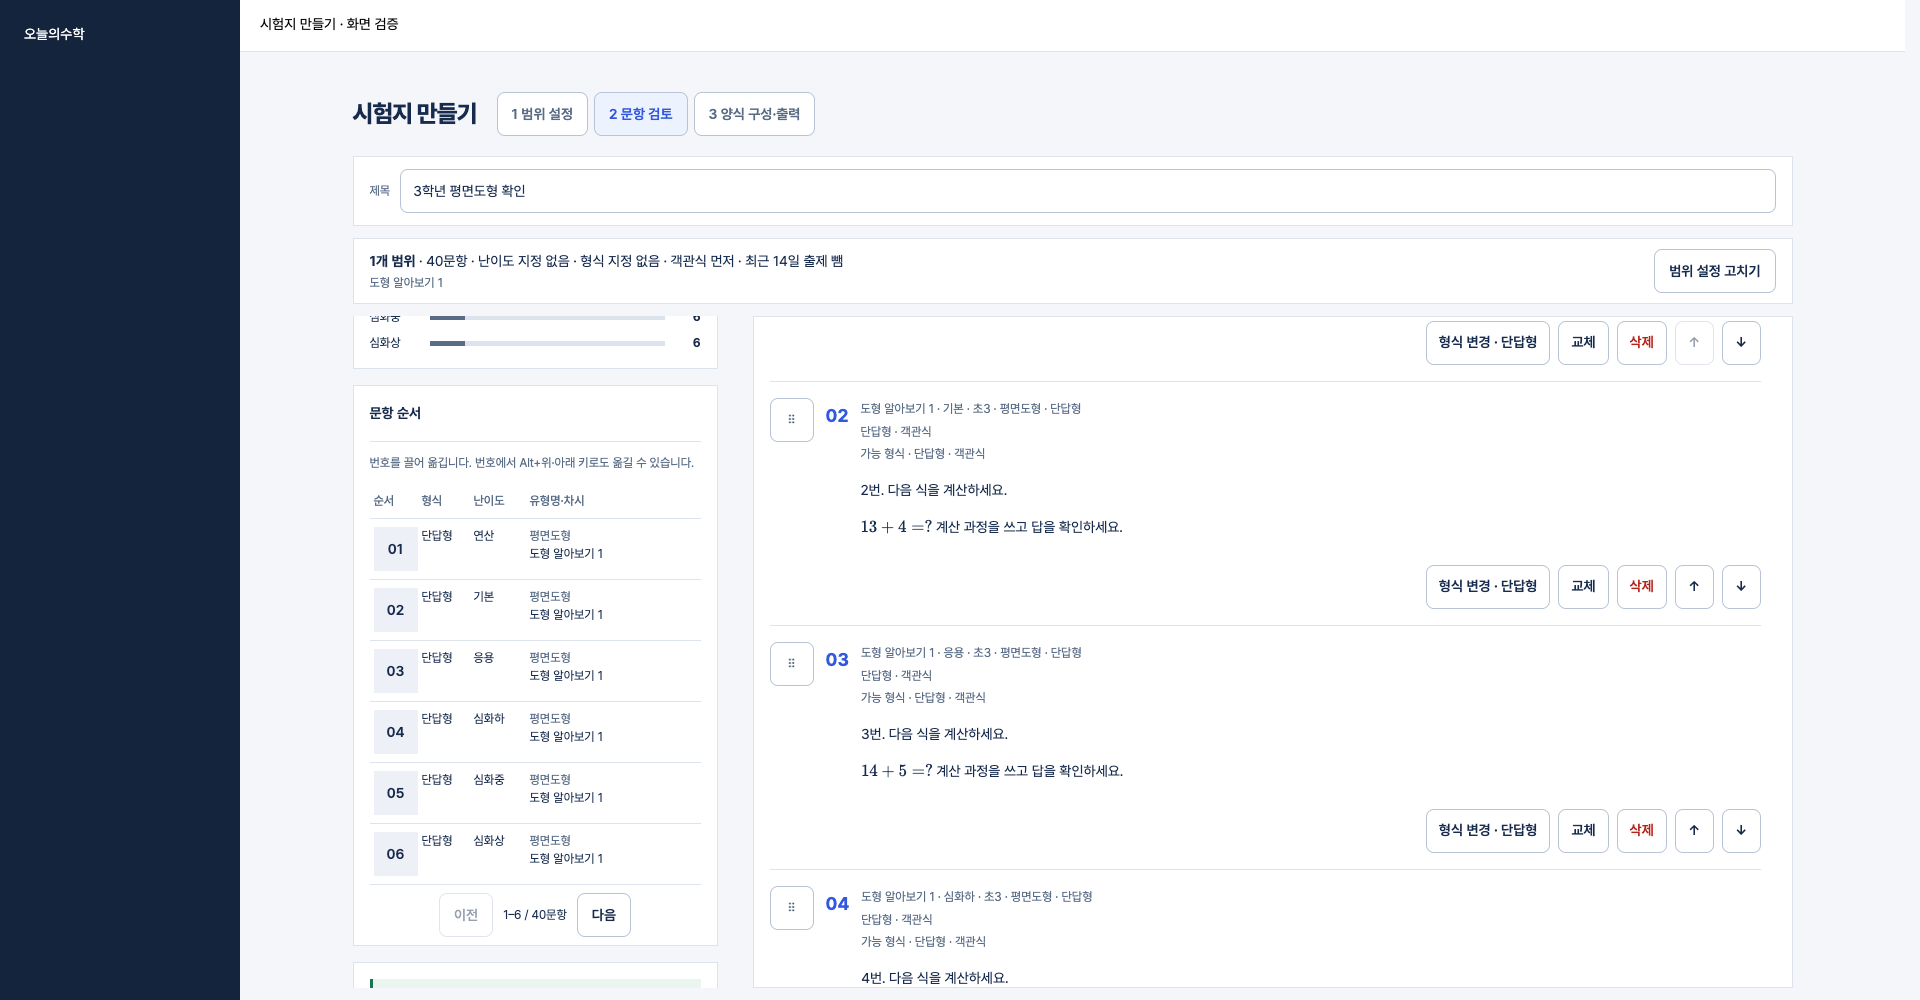 오늘의수학
시험지 만들기 · 화면 검증
시험지 만들기
1 범위 설정
2 문항 검토
3 양식 구성·출력
제목
3학년 평면도형 확인
1개 범위 · 40문항 · 난이도 지정 없음 · 형식 지정 없음 · 객관식 먼저 · 최근 14일 출제 뺌
도형 알아보기 1
범위 설정 고치기
심화중 6
심화상 6
문항 순서
번호를 끌어 옮깁니다. 번호에서 Alt+위·아래 키로도 옮길 수 있습니다.
순서 형식 난이도 유형명·차시
01 단답형 연산 평면도형
도형 알아보기 1
02 단답형 기본 평면도형
도형 알아보기 1
03 단답형 응용 평면도형
도형 알아보기 1
04 단답형 심화하 평면도형
도형 알아보기 1
05 단답형 심화중 평면도형
도형 알아보기 1
06 단답형 심화상 평면도형
도형 알아보기 1
이전 1–6 / 40문항 다음
형식 변경 · 단답형 교체 삭제 ↑ ↓
02 도형 알아보기 1 · 기본 · 초3 · 평면도형 · 단답형
단답형 · 객관식
가능 형식 · 단답형 · 객관식
2번. 다음 식을 계산하세요.
13 + 4 =? 계산 과정을 쓰고 답을 확인하세요.
형식 변경 · 단답형 교체 삭제 ↑ ↓
03 도형 알아보기 1 · 응용 · 초3 · 평면도형 · 단답형
단답형 · 객관식
가능 형식 · 단답형 · 객관식
3번. 다음 식을 계산하세요.
14 + 5 =? 계산 과정을 쓰고 답을 확인하세요.
형식 변경 · 단답형 교체 삭제 ↑ ↓
04 도형 알아보기 1 · 심화하 · 초3 · 평면도형 · 단답형
단답형 · 객관식
가능 형식 · 단답형 · 객관식
4번. 다음 식을 계산하세요.